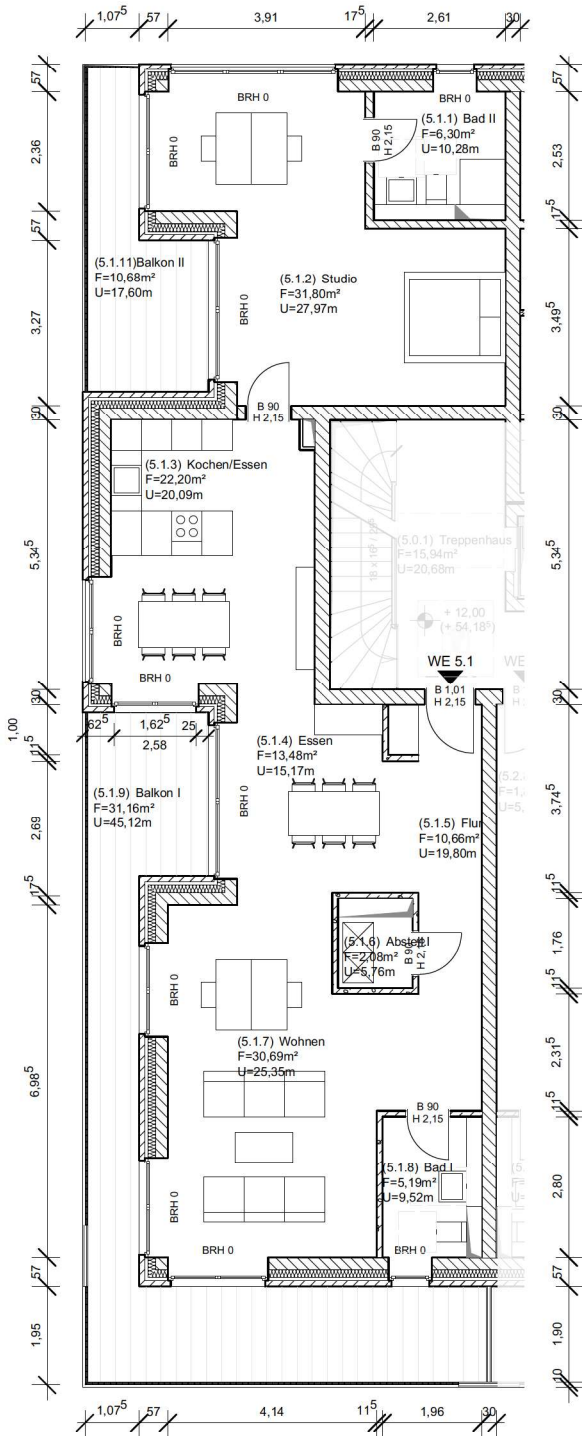 1,07⁵ 57 3,91 17⁵ 2,61 30
57
2,36
57
3,27
30
5,34⁵
30
1,00
11⁵
2,69
17⁵
6,98⁵
57
1,95
BRH 0
BRH 0
BRH 0
B 90
H 2,15
(5.1.1) Bad II
F=6,30m²
U=10,28m
(5.1.11)Balkon II
F=10,68m²
U=17,60m
(5.1.2) Studio
F=31,80m²
U=27,97m
BRH 0
B 90
H 2,15
(5.1.3) Kochen/Essen
F=22,20m²
U=20,09m
18 x 16⁵ / 28⁵
(5.0.1) Treppenhaus
F=15,94m²
U=20,68m
+ 12,00
(+ 54,18⁵)
BRH 0
BRH 0
WE 5.1
WE
B 1,01
H 2,15
62⁵ 1,62⁵ 25
2,58
(5.1.4) Essen
F=13,48m²
U=15,17m
(5.1.9) Balkon I
F=31,16m²
U=45,12m
BRH 0
(5.1.5) Flur
F=10,66m²
U=19,80m
(5.1.6) Abstell
F=2,08m²
U=5,76m
B 90
H 2,15
BRH 0
(5.1.7) Wohnen
F=30,69m²
U=25,35m
B 90
H 2,15
(5.1.8) Bad I
F=5,19m²
U=9,52m
BRH 0
BRH 0
BRH 0
57
2,53
17⁵
3,49⁵
30
5,34⁵
30
3,74⁵
11⁵
1,76
11⁵
2,31⁵
11⁵
2,80
57
1,90
10
1,07⁵ 57 4,14 11⁵ 1,96 30